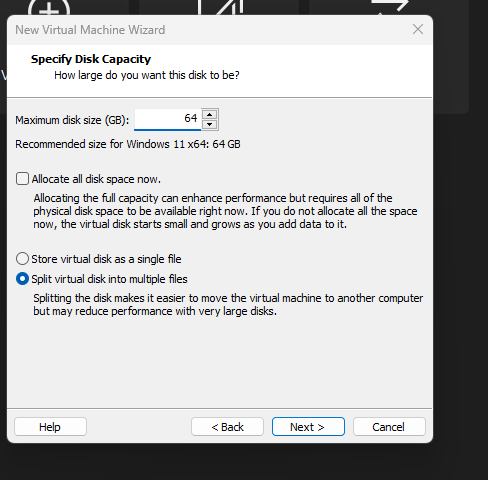 New Virtual Machine Wizard
Specify Disk Capacity
How large do you want this disk to be?
Maximum disk size (GB): 64
Recommended size for Windows 11 x64: 64 GB
Allocate all disk space now.
Allocating the full capacity can enhance performance but requires all of the
physical disk space to be available right now. If you do not allocate all the space
now, the virtual disk starts small and grows as you add data to it.
Store virtual disk as a single file
Split virtual disk into multiple files
Splitting the disk makes it easier to move the virtual machine to another computer
but may reduce performance with very large disks.
Help < Back Next > Cancel